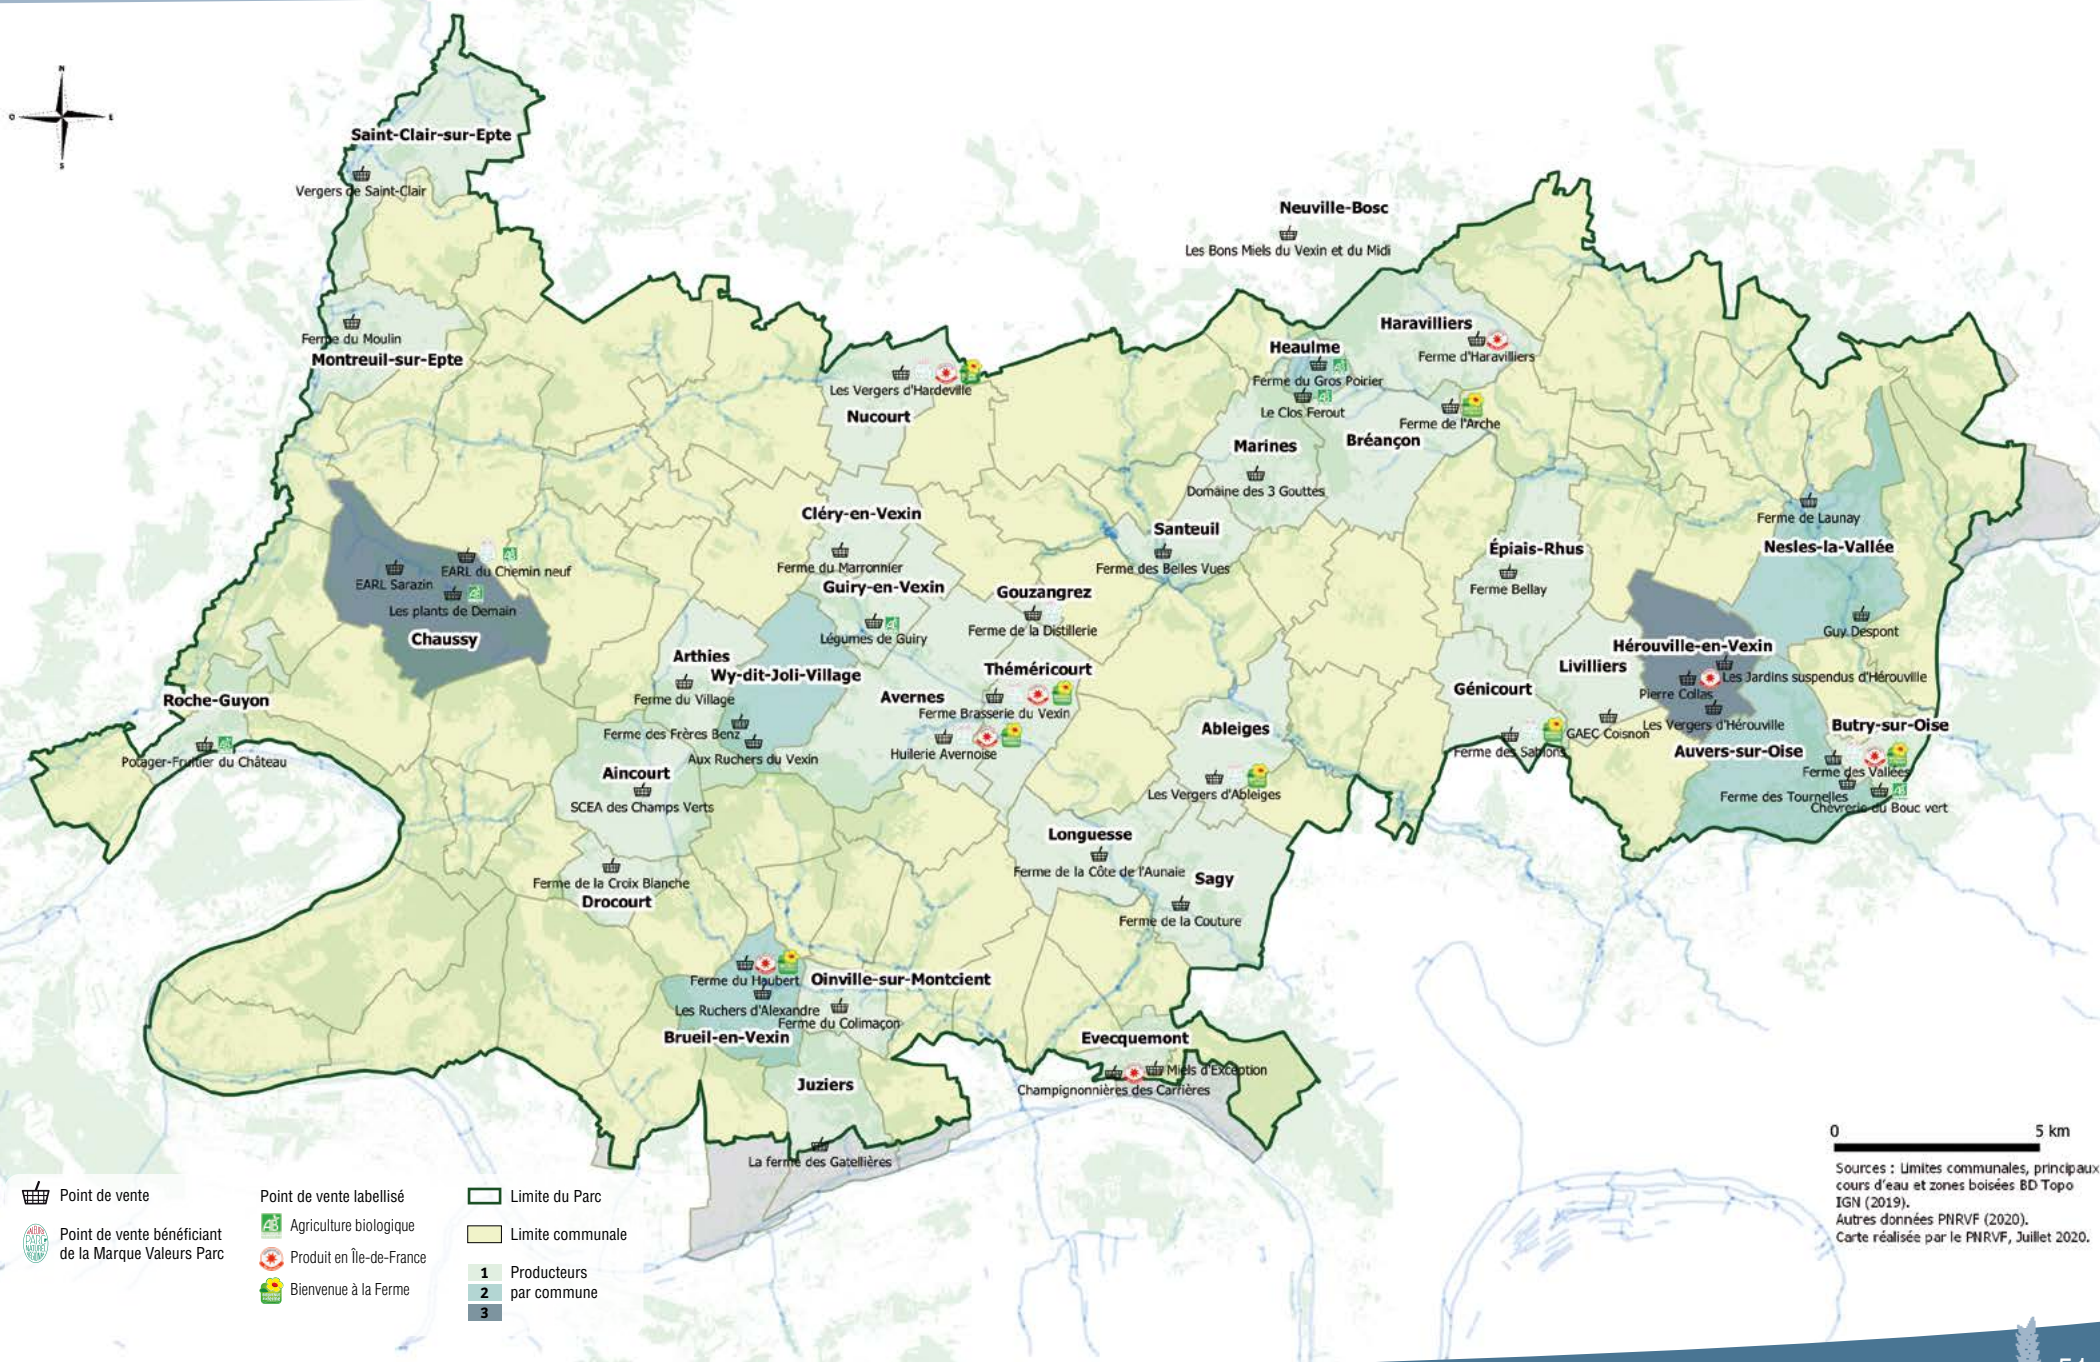 N
O
E
S
Saint-Clair-sur-Epte
Vergers de Saint-Clair
Neuville-Bosc
Les Bons Miels du Vexin et du Midi
Ferme du Moulin
Montreuil-sur-Epte
Haravilliers
Ferme d'Haravilliers
Heaulme
Ferme du Gros Poirier
Le Clos Ferout
Les Vergers d'Hardeville
Nucourt
Ferme de l'Arche
Bréançon
Marines
Domaine des 3 Gouttes
Cléry-en-Vexin
Ferme du Marronnier
Santeuil
Ferme des Belles Vues
Ferme de Launay
Nesles-la-Vallée
Guy Despont
Épiais-Rhus
Ferme Bellay
EARL Sarazin
EARL du Chemin neuf
Les plants de Demain
Chaussy
Guiry-en-Vexin
Légumes de Guiry
Gouzangrez
Ferme de la Distillerie
Arthies
Ferme du Village
Wy-dit-Joli-Village
Ferme des Frères Benz
Aux Ruchers du Vexin
Théméricourt
Ferme Brasserie du Vexin
Avernes
Huilerie Avernoise
Hérouville-en-Vexin
Les Jardins suspendus d'Hérouville
Pierre Collas
Les Vergers d'Hérouville
Livilliers
GAEC Coisnon
Génicourt
Ferme des Sablons
Roche-Guyon
Potager-Fruitier du Château
Ableiges
Les Vergers d'Ableiges
Auvers-sur-Oise
Butry-sur-Oise
Ferme des Vallées
Ferme des Tournelles
Chèvrerie du Bouc vert
Aincourt
SCEA des Champs Verts
Longuesse
Ferme de la Côte de l'Aunaie
Sagy
Ferme de la Couture
Ferme de la Croix Blanche
Drocourt
Ferme du Haubert
Les Ruchers d'Alexandre
Brueil-en-Vexin
Oinville-sur-Montcient
Ferme du Colimaçon
Evecquemont
Miels d'Exception
Champignonnières des Carrières
Juziers
La ferme des Gatellières
Point de vente
Point de vente bénéficiant
de la Marque Valeurs Parc
Point de vente labellisé
AB Agriculture biologique
Produit en Île-de-France
Bienvenue à la Ferme
Limite du Parc
Limite communale
1 Producteurs
2 par commune
3
0 5 km
Sources : Limites communales, principaux
cours d'eau et zones boisées BD Topo
IGN (2019).
Autres données PNRVF (2020).
Carte réalisée par le PNRVF, Juillet 2020.